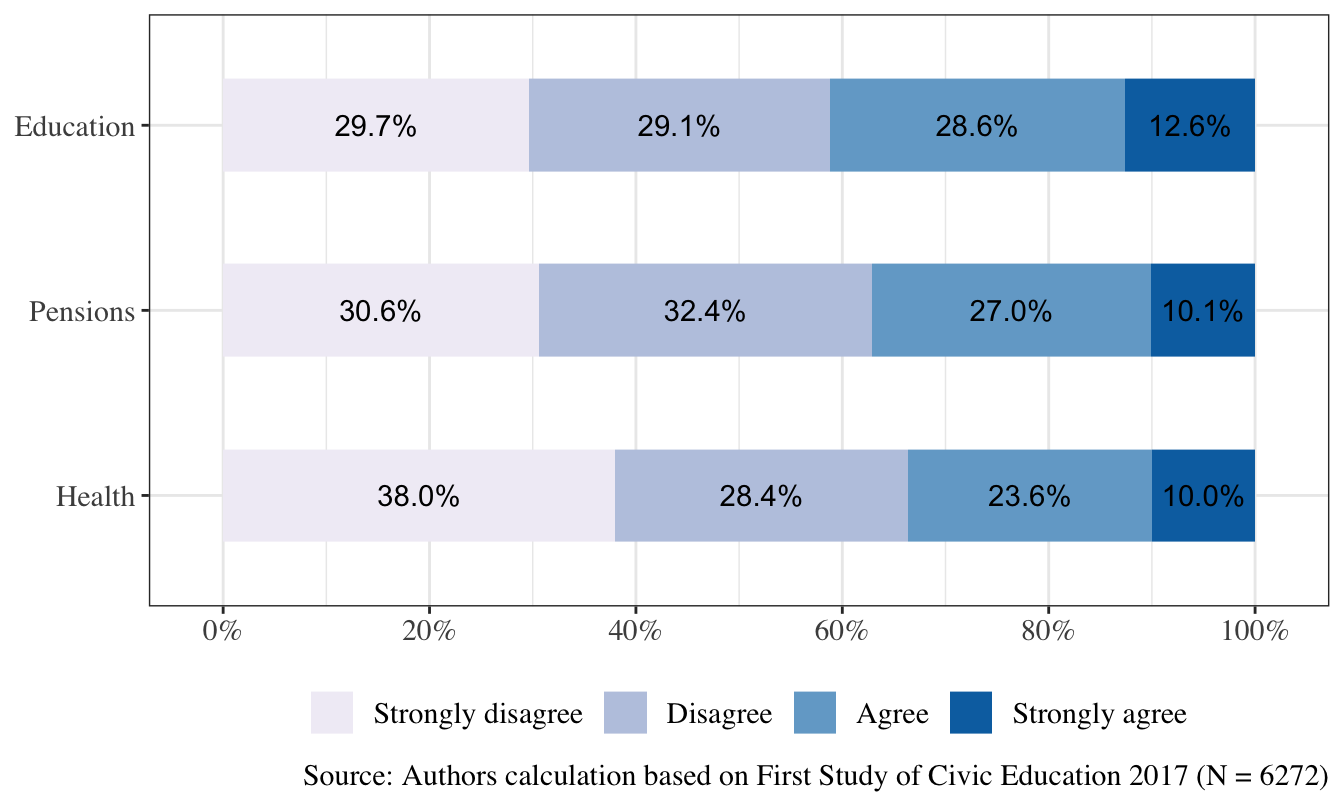 Education 29.7% 29.1% 28.6% 12.6%
Pensions 30.6% 32.4% 27.0% 10.1%
Health 38.0% 28.4% 23.6% 10.0%
0% 20% 40% 60% 80% 100%
Strongly disagree Disagree Agree Strongly agree
Source: Authors calculation based on First Study of Civic Education 2017 (N = 6272)